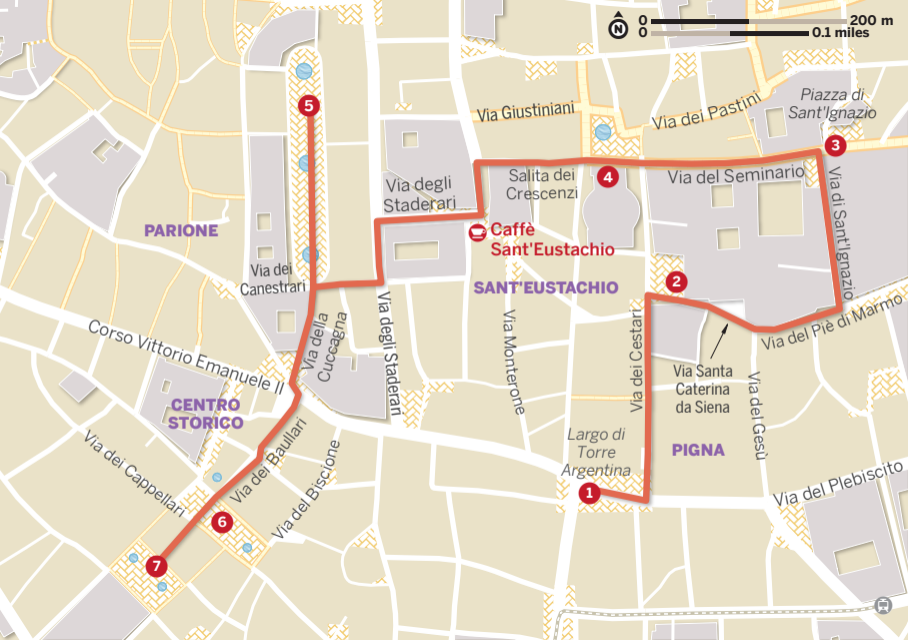 0 200 m
N 0 0.1 miles
5
Piazza di
Sant'Ignazio
Via Giustiniani
Via dei Pastini
3
4
Salita dei
Crescenzi
Via del Seminario
Via degli
Staderari
Via di Sant'Ignazio
PARIONE
Caffè
Sant'Eustachio
Via dei
Canestrari
SANT'EUSTACHIO
2
Via della
Cuccagna
Via degli Staderari
Via Monterone
Via dei Cestari
Via del Piè di Marmo
Corso Vittorio Emanuele II
Via Santa
Caterina
da Siena
Via del Gesù
CENTRO
STORICO
Largo di
Torre
Argentina
PIGNA
Via dei Cappellari
Via dei Baullari
Via del Biscione
1
Via del Plebiscito
6
7